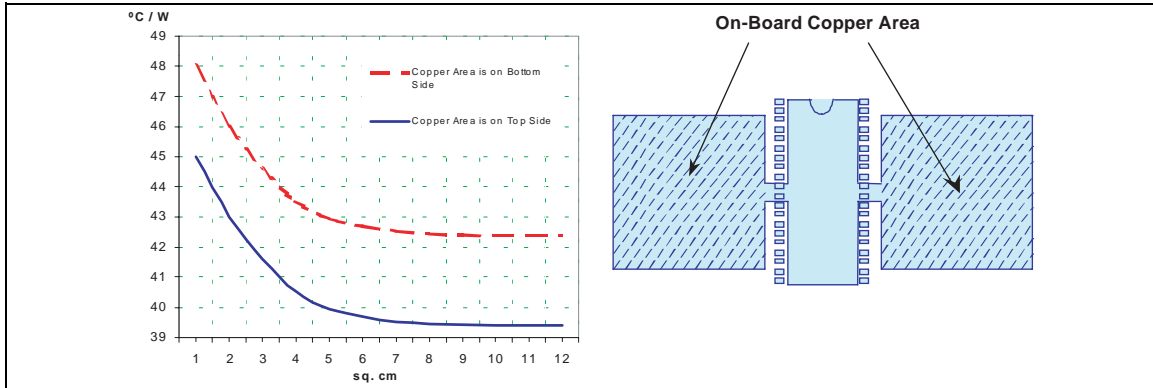 ºC / W
On-Board Copper Area
49
48
47
46
45
44
43
42
41
40
39
Copper Area is on Bottom
Side
Copper Area is on Top Side
1 2 3 4 5 6 7 8 9 10 11 12
sq. cm